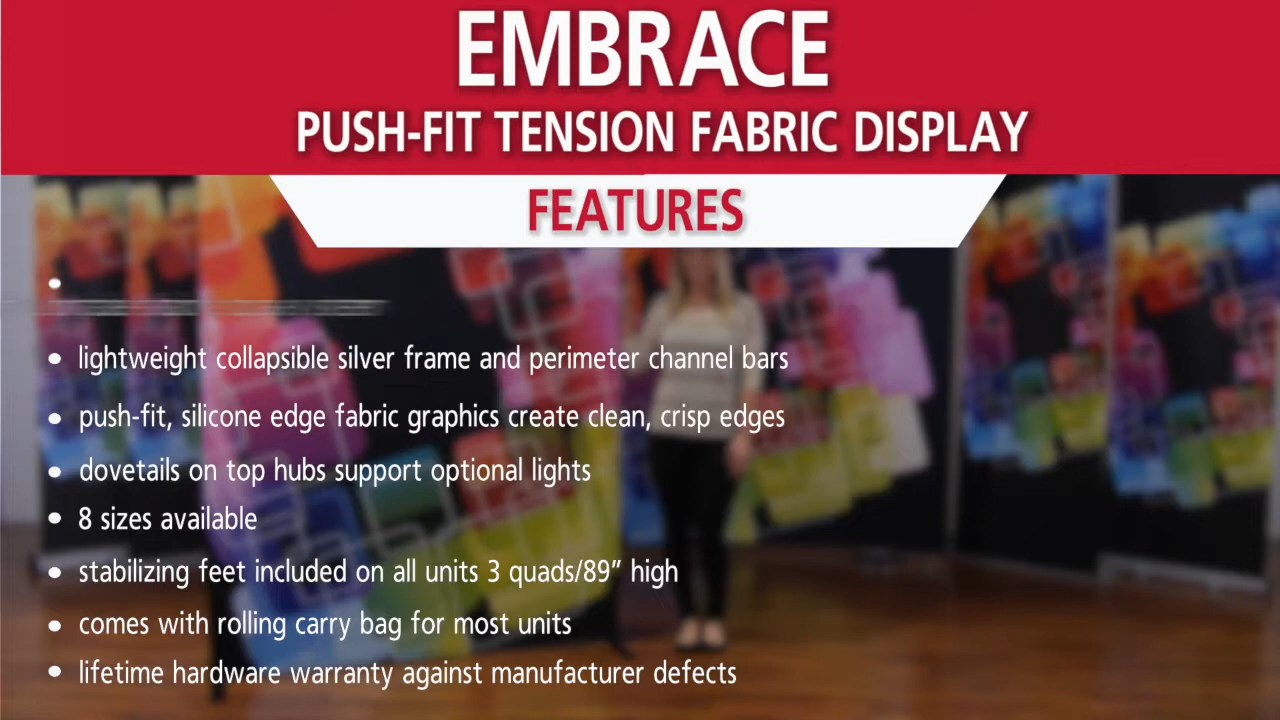 EMBRACE
PUSH-FIT TENSION FABRIC DISPLAY
FEATURES
•
• lightweight collapsible silver frame and perimeter channel bars
• push-fit, silicone edge fabric graphics create clean, crisp edges
• dovetails on top hubs support optional lights
• 8 sizes available
• stabilizing feet included on all units 3 quads/89” high
• comes with rolling carry bag for most units
• lifetime hardware warranty against manufacturer defects